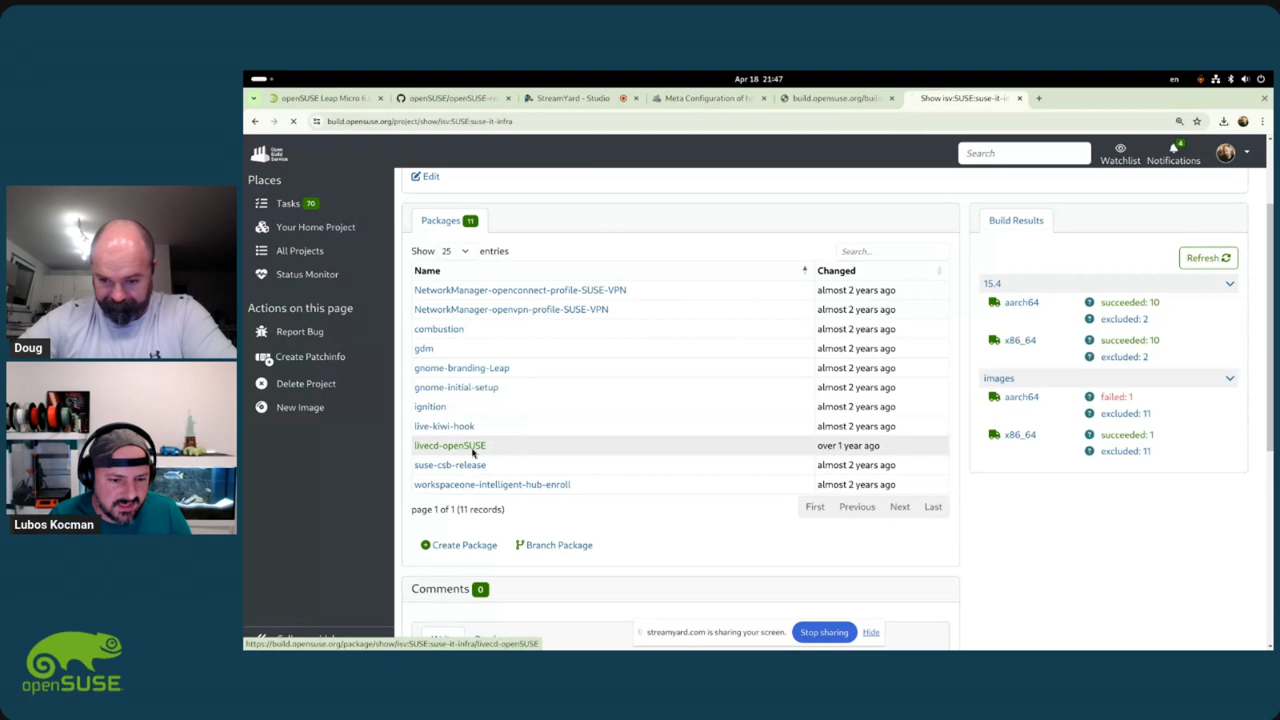 Apr 18 21:47
en
openSUSE Leap Micro 6.
openSUSE/openSUSE-re
StreamYard - Studio
Meta Configuration of h
build.opensuse.org/buil
Show isv:SUSE:suse-it-i
build.opensuse.org/project/show/isv:SUSE:suse-it-infra
Open Build Service
Search
Watchlist
4
Notifications
Places
Tasks 70
Your Home Project
All Projects
Status Monitor
Actions on this page
Report Bug
Create Patchinfo
Delete Project
New Image
Edit
Packages 11
Show 25 entries
Search...
Name Changed
NetworkManager-openconnect-profile-SUSE-VPN almost 2 years ago
NetworkManager-openvpn-profile-SUSE-VPN almost 2 years ago
combustion almost 2 years ago
gdm almost 2 years ago
gnome-branding-Leap almost 2 years ago
gnome-initial-setup almost 2 years ago
ignition almost 2 years ago
live-kiwi-hook almost 2 years ago
livecd-openSUSE over 1 year ago
suse-csb-release almost 2 years ago
workspaceone-intelligent-hub-enroll almost 2 years ago
page 1 of 1 (11 records)
First Previous Next Last
Create Package Branch Package
Comments 0
Build Results
Refresh
15.4
aarch64 succeeded: 10
excluded: 2
x86_64 succeeded: 10
excluded: 2
images
aarch64 failed: 1
excluded: 11
x86_64 succeeded: 1
excluded: 11
streamyard.com is sharing your screen.
Stop sharing
Hide
https://build.opensuse.org/package/show/isv:SUSE:suse-it-infra/livecd-openSUSE
Doug
Lubos Kocman
openSUSE